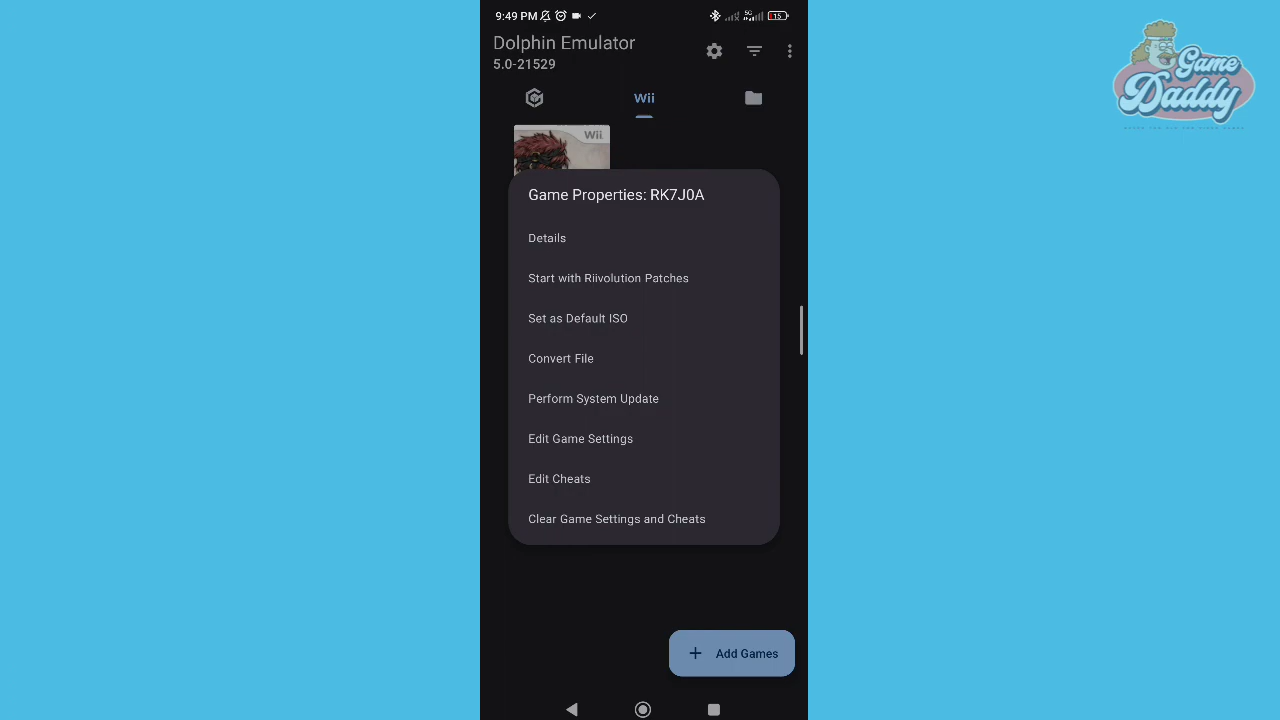 9:49 PM
5G
15
Dolphin Emulator
5.0-21529
Wii
Wii
Game Properties: RK7J0A
Details
Start with Riivolution Patches
Set as Default ISO
Convert File
Perform System Update
Edit Game Settings
Edit Cheats
Clear Game Settings and Cheats
+ Add Games
Game
Daddy